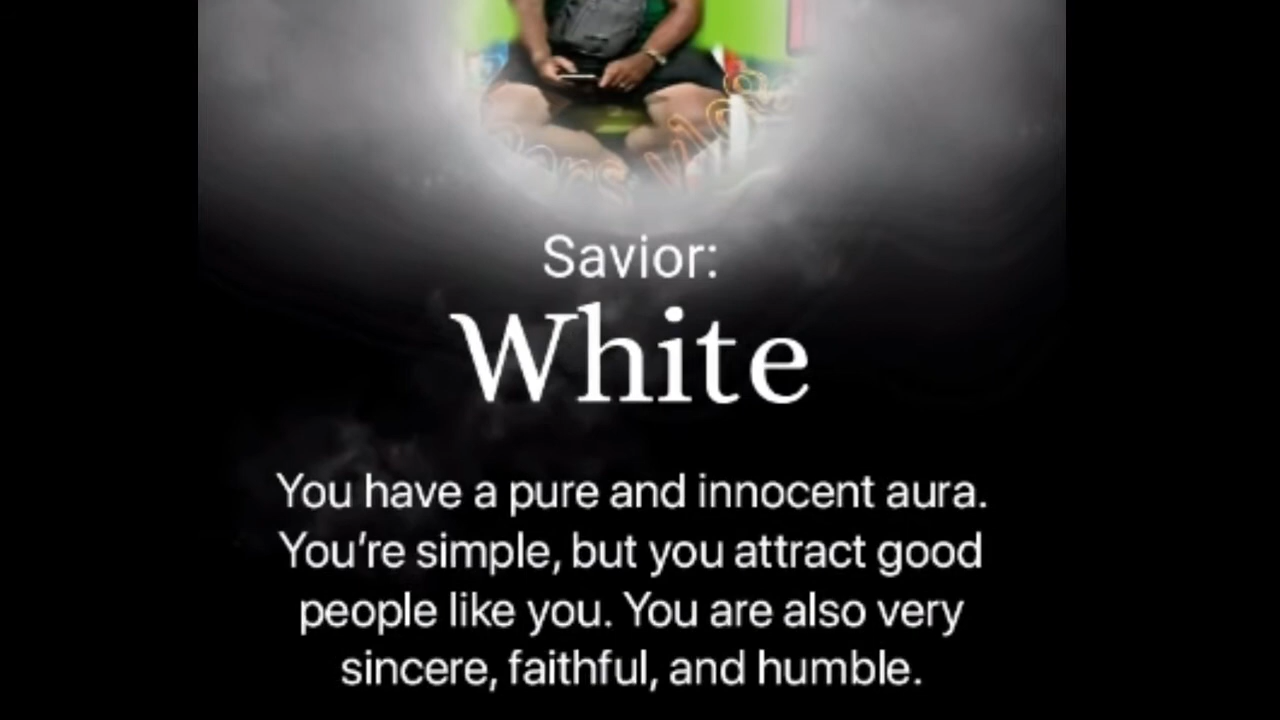 Savior:
White
You have a pure and innocent aura.
You're simple, but you attract good
people like you. You are also very
sincere, faithful, and humble.